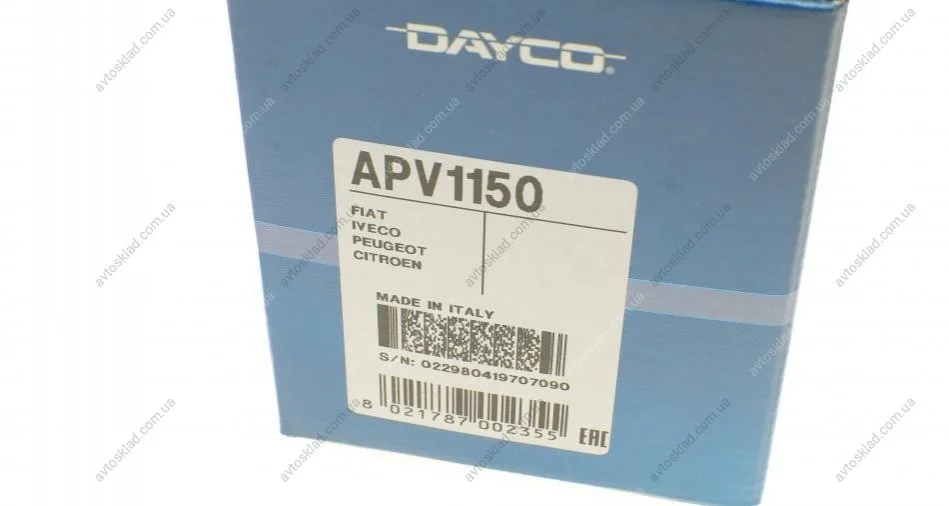 DAYCO®
APV1150
FIAT
IVECO
PEUGEOT
CITROEN
MADE IN ITALY
S/N: 022980419707090
8 021787 002355
EAC
avtosklad.com.ua